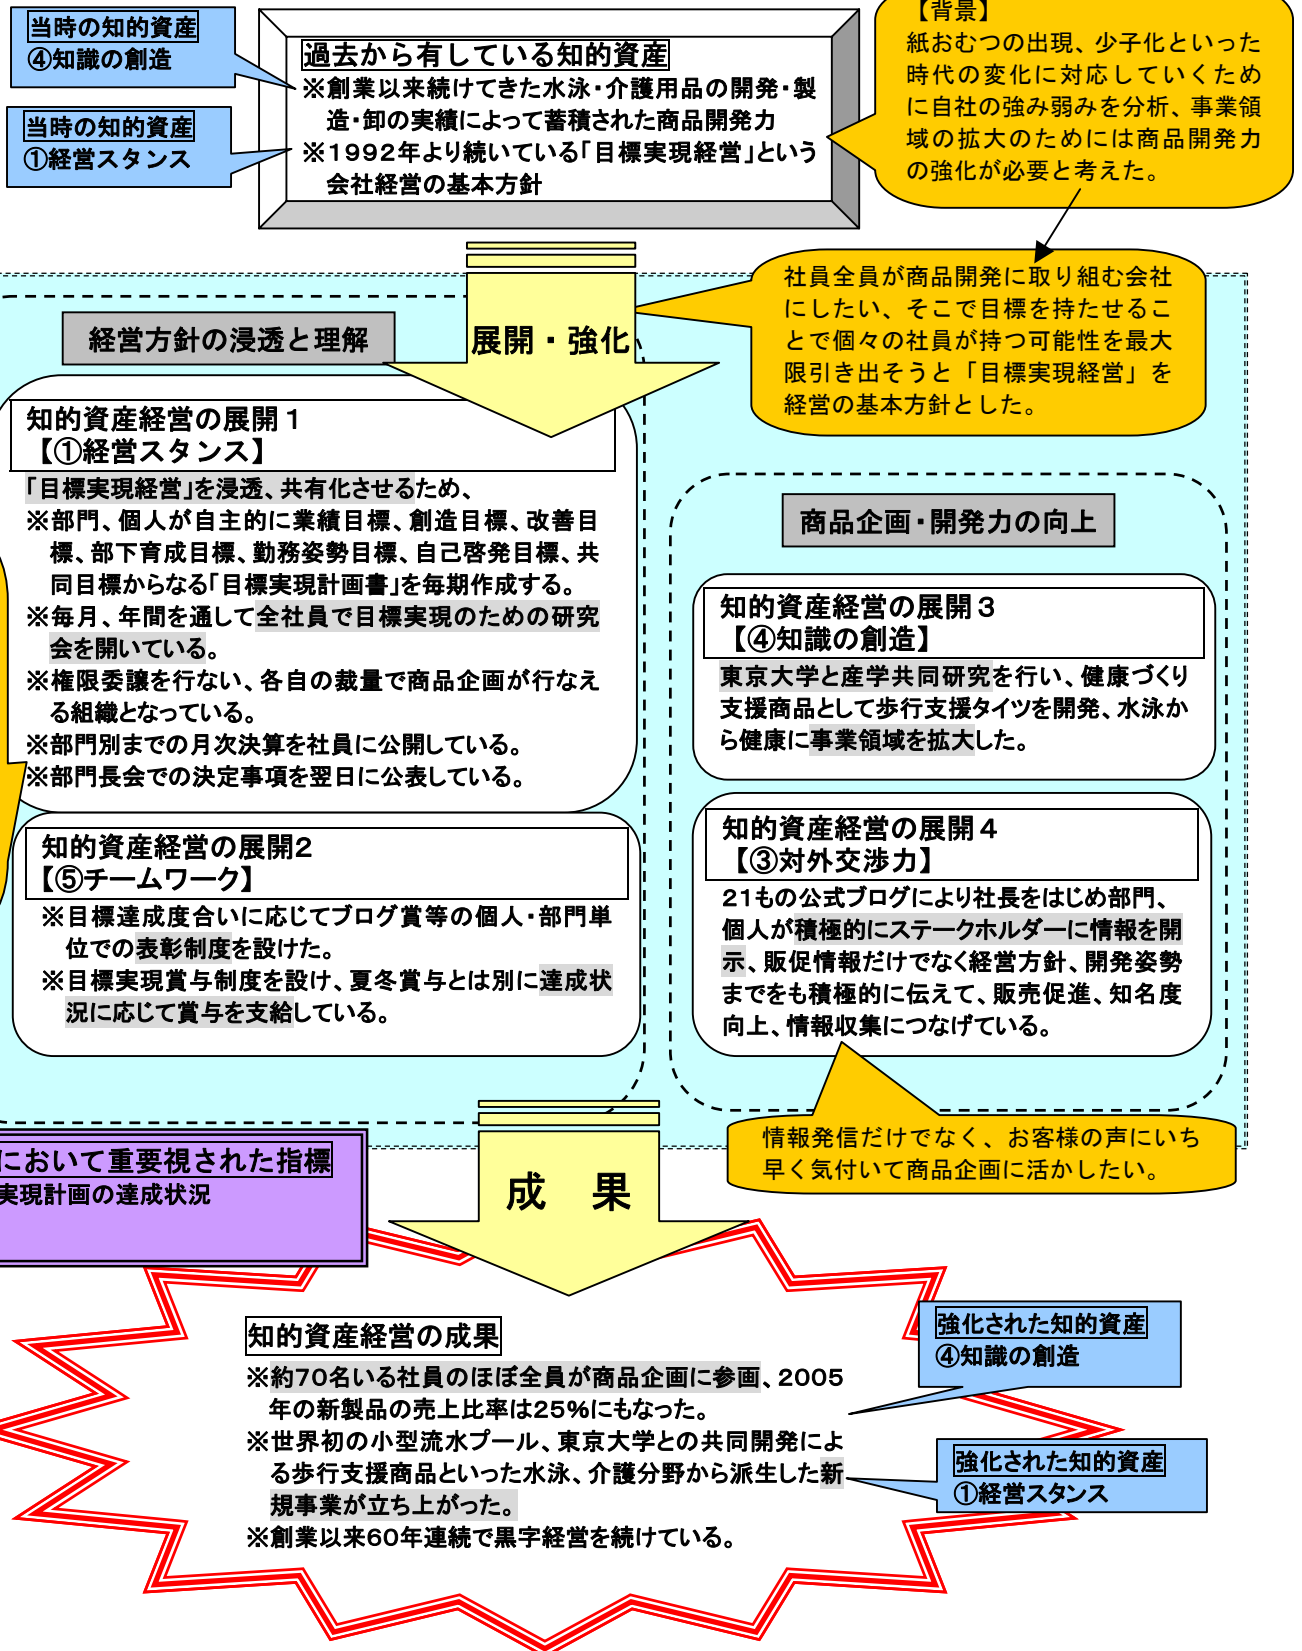 当時の知的資産
④知識の創造
当時の知的資産
①経営スタンス
過去から有している知的資産
※創業以来続けてきた水泳・介護用品の開発・製
造・卸の実績によって蓄積された商品開発力
※1992年より続いている「目標実現経営」という
会社経営の基本方針
【背景】
紙おむつの出現、少子化といった
時代の変化に対応していくため
に自社の強み弱みを分析、事業領
域の拡大のためには商品開発力
の強化が必要と考えた。
社員全員が商品開発に取り組む会社
にしたい、そこで目標を持たせるこ
とで個々の社員が持つ可能性を最大
限引き出そうと「目標実現経営」を
経営の基本方針とした。
展開・強化
経営方針の浸透と理解
知的資産経営の展開１
【①経営スタンス】
「目標実現経営」を浸透、共有化させるため、
※部門、個人が自主的に業績目標、創造目標、改善目
標、部下育成目標、勤務姿勢目標、自己啓発目標、共
同目標からなる「目標実現計画書」を毎期作成する。
※毎月、年間を通して全社員で目標実現のための研究
会を開いている。
※権限委譲を行ない、各自の裁量で商品企画が行なえ
る組織となっている。
※部門別までの月次決算を社員に公開している。
※部門長会での決定事項を翌日に公表している。
知的資産経営の展開2
【⑤チームワーク】
※目標達成度合いに応じてブログ賞等の個人・部門単
位での表彰制度を設けた。
※目標実現賞与制度を設け、夏冬賞与とは別に達成状
況に応じて賞与を支給している。
商品企画・開発力の向上
知的資産経営の展開３
【④知識の創造】
東京大学と産学共同研究を行い、健康づくり
支援商品として歩行支援タイツを開発、水泳か
ら健康に事業領域を拡大した。
知的資産経営の展開４
【③対外交渉力】
21もの公式ブログにより社長をはじめ部門、
個人が積極的にステークホルダーに情報を開
示、販促情報だけでなく経営方針、開発姿勢
までをも積極的に伝えて、販売促進、知名度
向上、情報収集につなげている。
情報発信だけでなく、お客様の声にいち
早く気付いて商品企画に活かしたい。
において重要視された指標
実現計画の達成状況
成　果
知的資産経営の成果
※約70名いる社員のほぼ全員が商品企画に参画、2005
年の新製品の売上比率は25%にもなった。
※世界初の小型流水プール、東京大学との共同開発によ
る歩行支援商品といった水泳、介護分野から派生した新
規事業が立ち上がった。
※創業以来60年連続で黒字経営を続けている。
強化された知的資産
④知識の創造
強化された知的資産
①経営スタンス